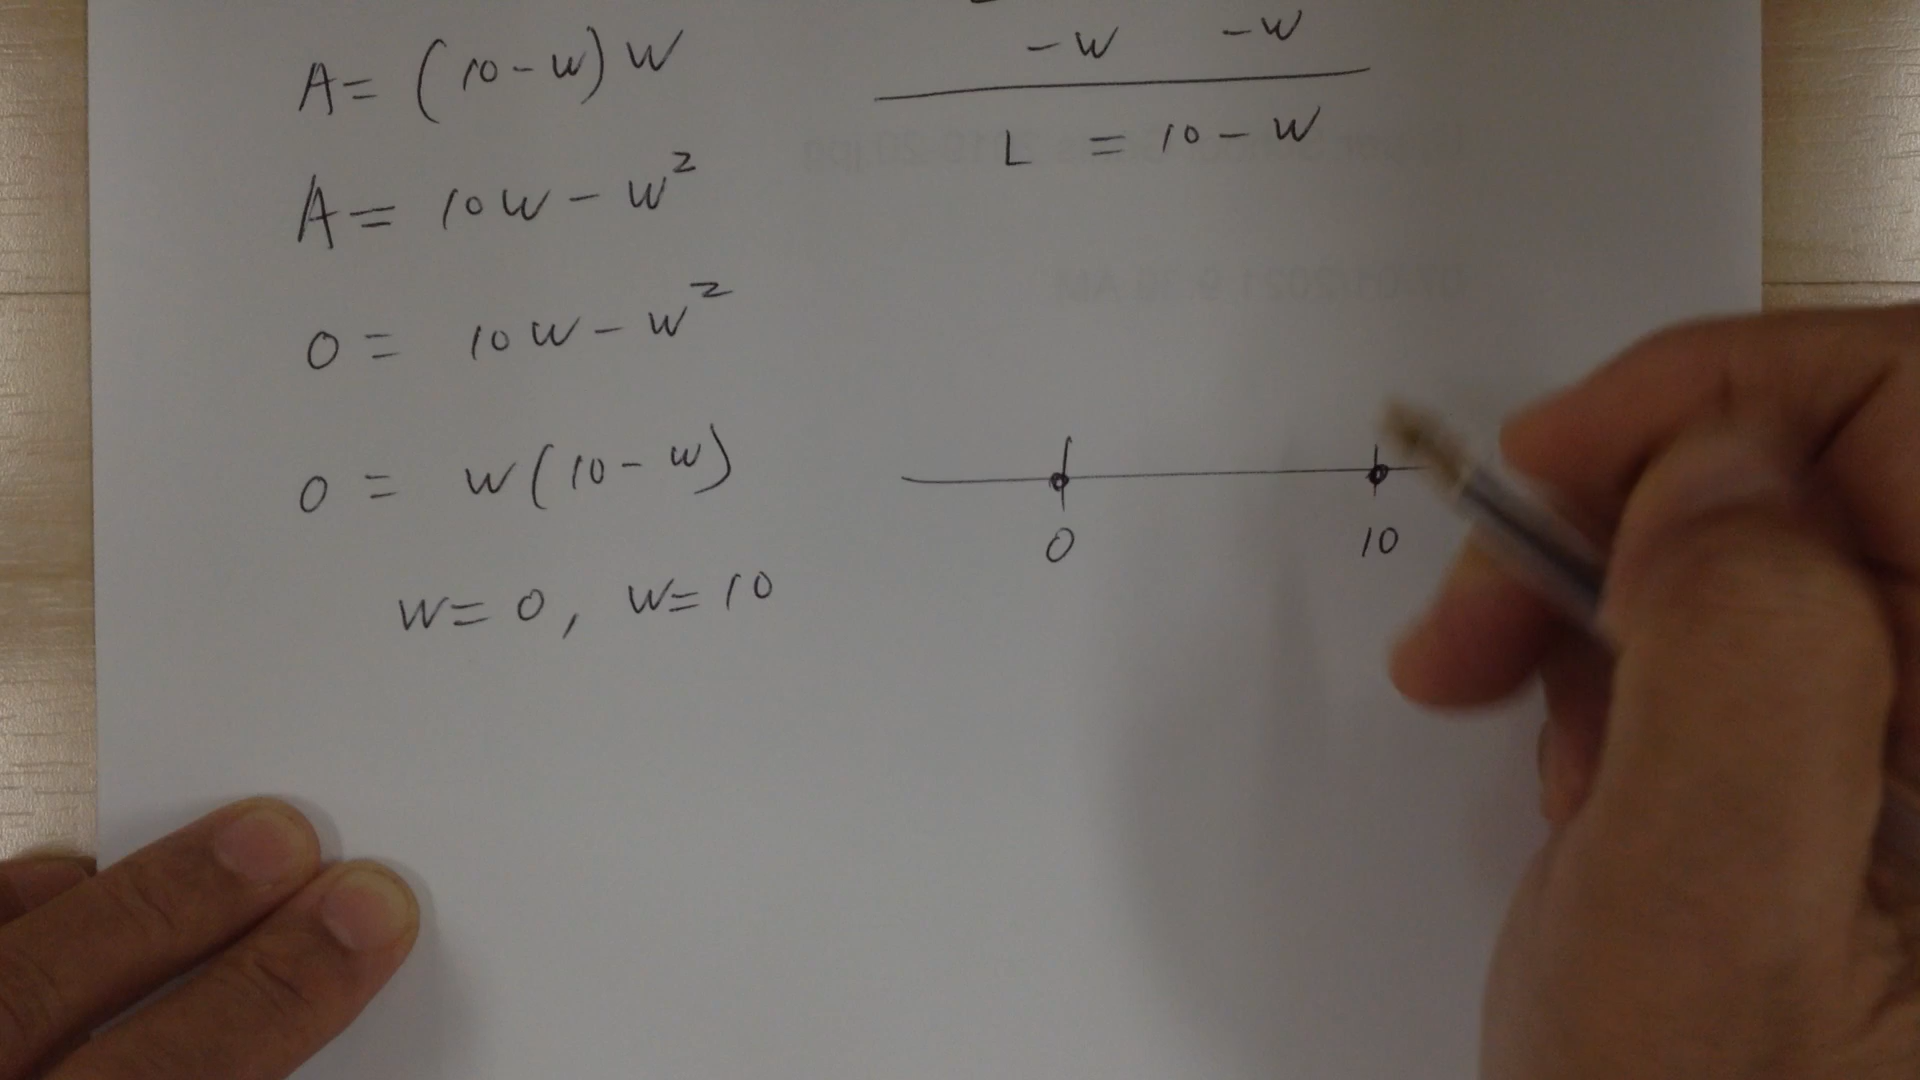 A = (10 - w) w
A = 10w - w²
0 = 10w - w²
0 = w(10 - w)
w = 0, w = 10
-w -w
L = 10 - w
0 10